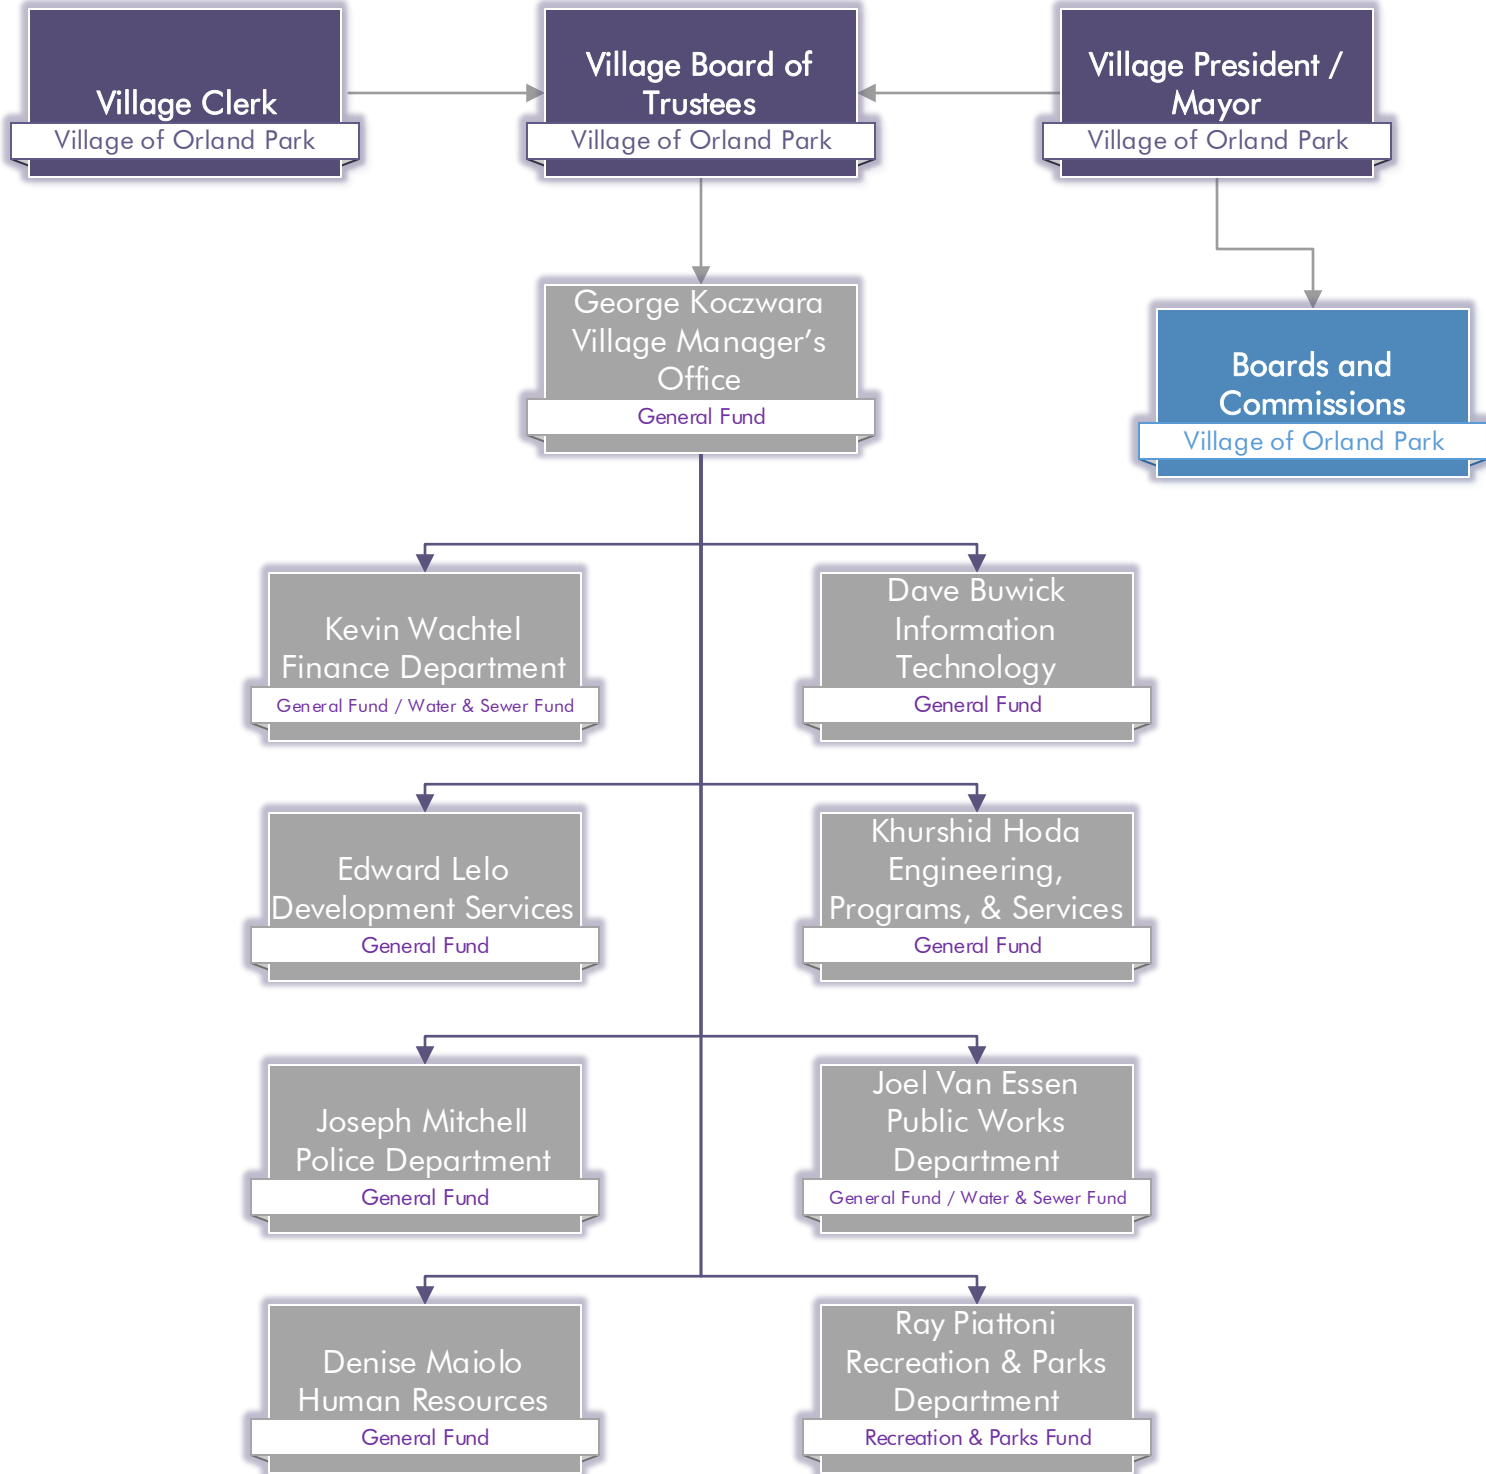 Village Clerk
Village of Orland Park
Village Board of
Trustees
Village of Orland Park
Village President /
Mayor
Village of Orland Park
George Koczwara
Village Manager’s
Office
General Fund
Boards and
Commissions
Village of Orland Park
Kevin Wachtel
Finance Department
General Fund / Water & Sewer Fund
Dave Buwick
Information
Technology
General Fund
Edward Lelo
Development Services
General Fund
Khurshid Hoda
Engineering,
Programs, & Services
General Fund
Joseph Mitchell
Police Department
General Fund
Joel Van Essen
Public Works
Department
General Fund / Water & Sewer Fund
Denise Maiolo
Human Resources
General Fund
Ray Piattoni
Recreation & Parks
Department
Recreation & Parks Fund